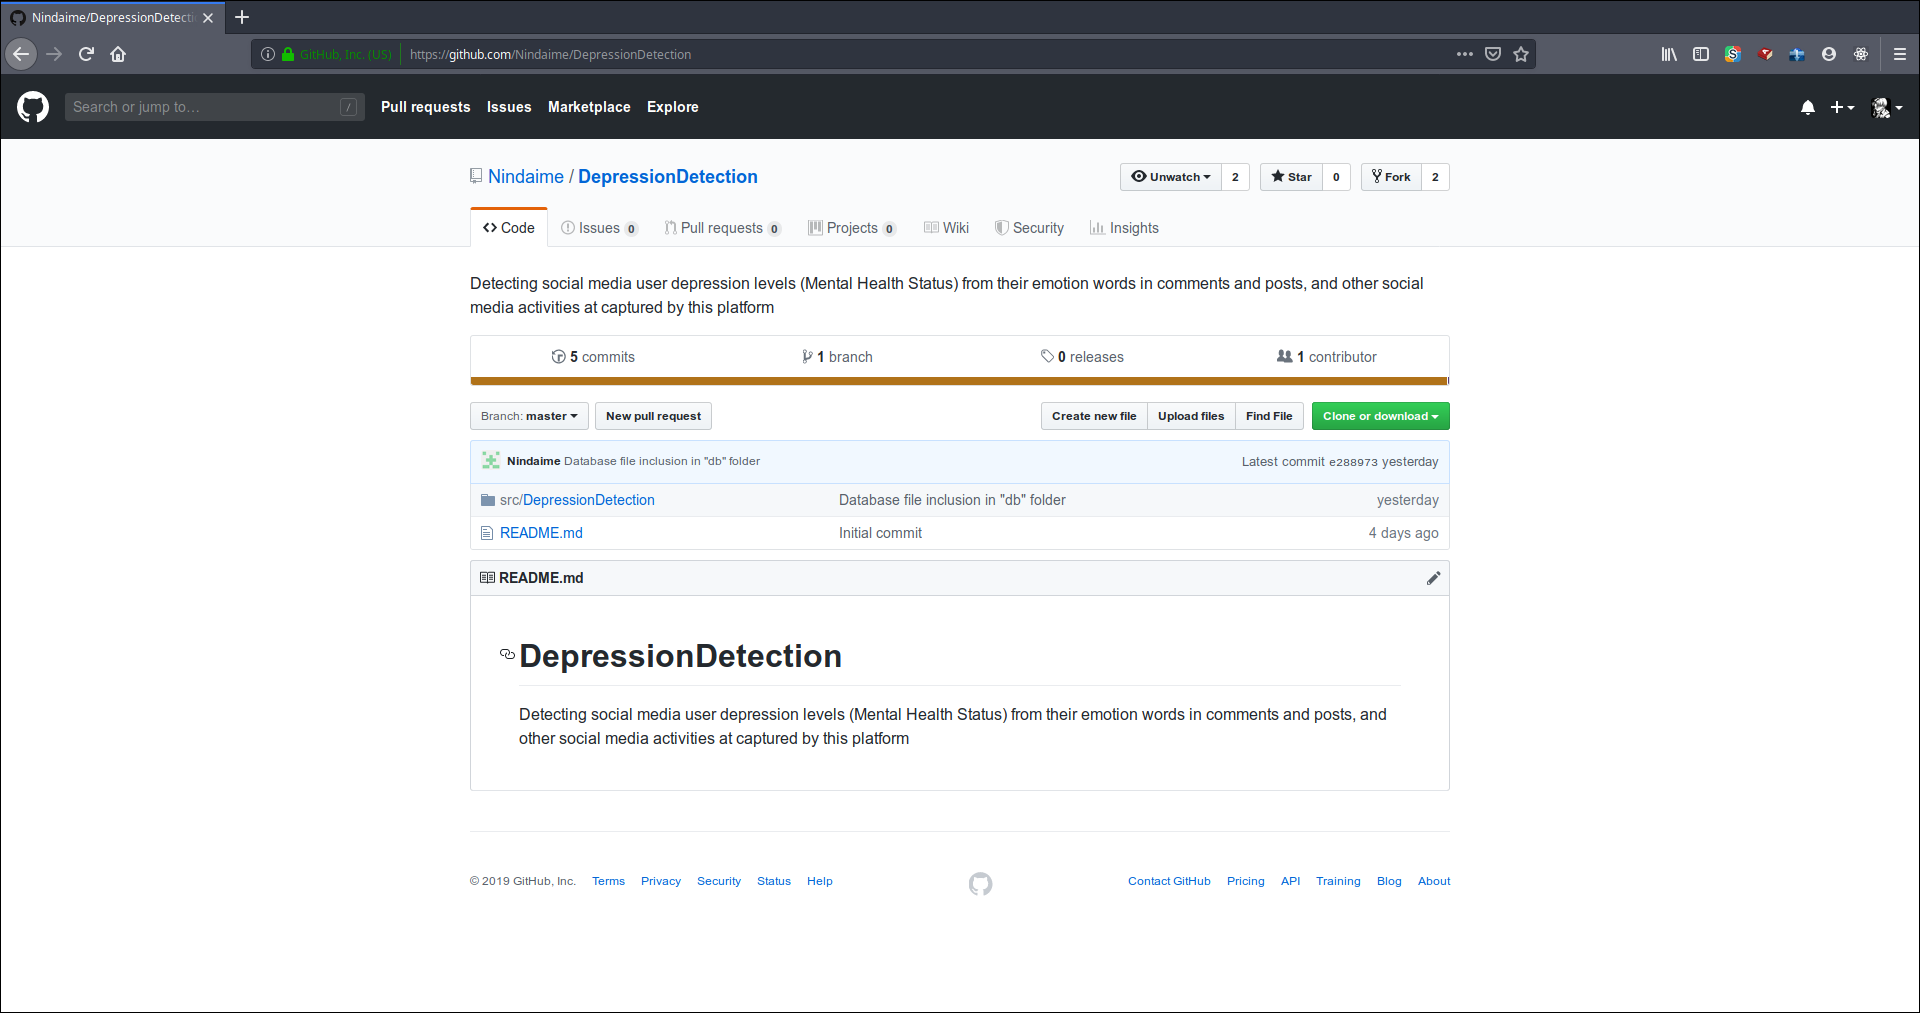 Nindaime/DepressionDetecti
GitHub, Inc. (US) https://github.com/Nindaime/DepressionDetection
Search or jump to… / Pull requests Issues Marketplace Explore
Nindaime / DepressionDetection Unwatch 2 Star 0 Fork 2
Code Issues 0 Pull requests 0 Projects 0 Wiki Security Insights
Detecting social media user depression levels (Mental Health Status) from their emotion words in comments and posts, and other social
media activities at captured by this platform
5 commits 1 branch 0 releases 1 contributor
Branch: master New pull request Create new file Upload files Find File Clone or download
Nindaime Database file inclusion in "db" folder Latest commit e288973 yesterday
src/DepressionDetection Database file inclusion in "db" folder yesterday
README.md Initial commit 4 days ago
README.md
DepressionDetection
Detecting social media user depression levels (Mental Health Status) from their emotion words in comments and posts, and
other social media activities at captured by this platform
© 2019 GitHub, Inc. Terms Privacy Security Status Help Contact GitHub Pricing API Training Blog About